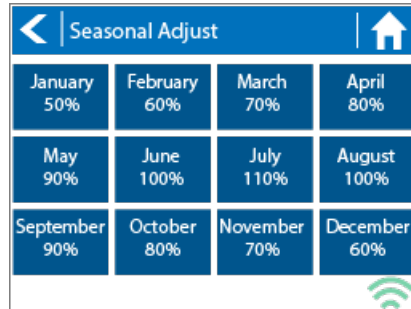 Seasonal Adjust
January February March April
50% 60% 70% 80%
May June July August
90% 100% 110% 100%
September October November December
90% 80% 70% 60%